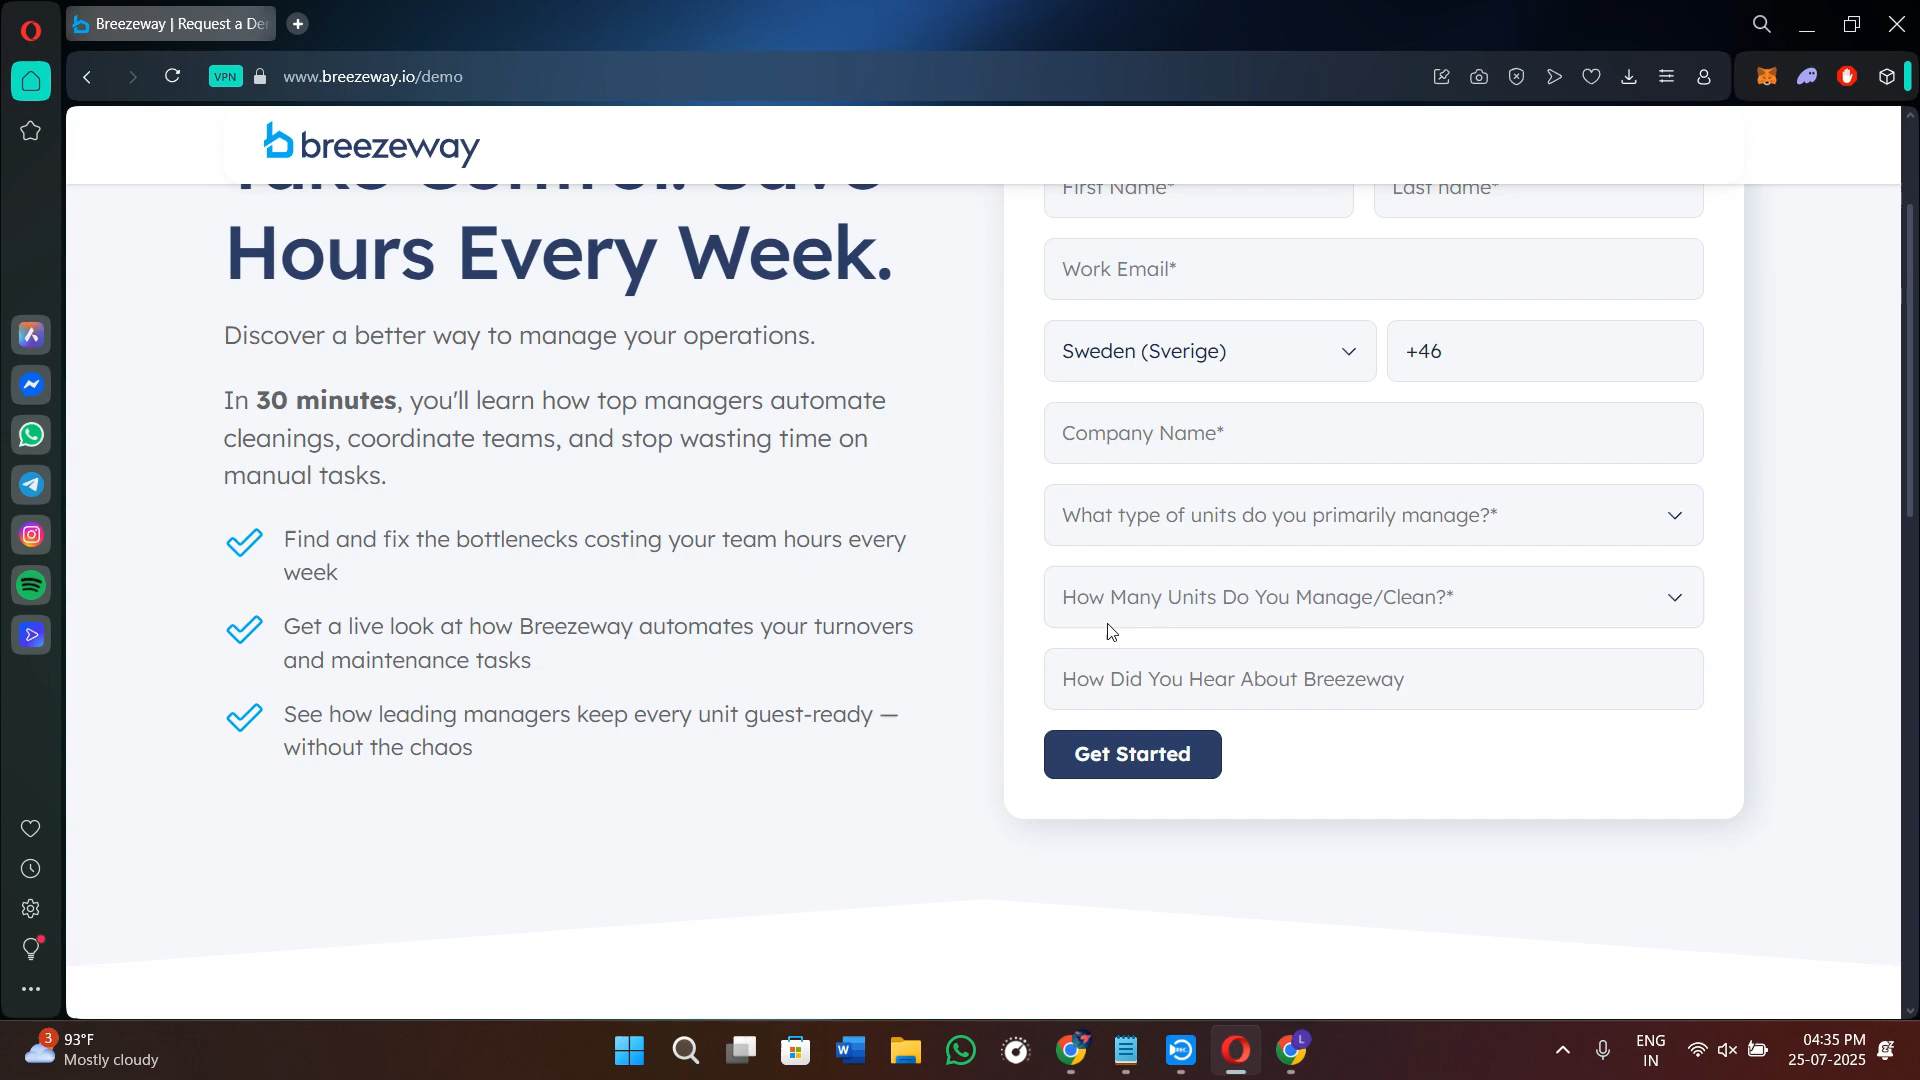 Breezeway | Request a De
VPN
www.breezeway.io/demo
breezeway
Take Control. Save
Hours Every Week.
Discover a better way to manage your operations.
In 30 minutes, you'll learn how top managers automate
cleanings, coordinate teams, and stop wasting time on
manual tasks.
Find and fix the bottlenecks costing your team hours every
week
Get a live look at how Breezeway automates your turnovers
and maintenance tasks
See how leading managers keep every unit guest-ready —
without the chaos
First Name*
Last name*
Work Email*
Sweden (Sverige)
+46
Company Name*
What type of units do you primarily manage?*
How Many Units Do You Manage/Clean?*
How Did You Hear About Breezeway
Get Started
3
93°F
Mostly cloudy
W
REC
L
ENG
IN
04:35 PM
25-07-2025